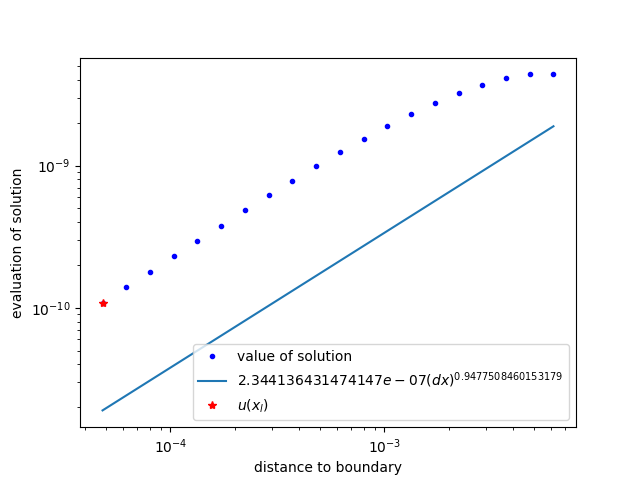 evaluation of solution
10⁻⁹
10⁻¹⁰
value of solution
2.344136431474147e − 07(dx)^0.9477508460153179
u(x_l)
10⁻⁴
10⁻³
distance to boundary